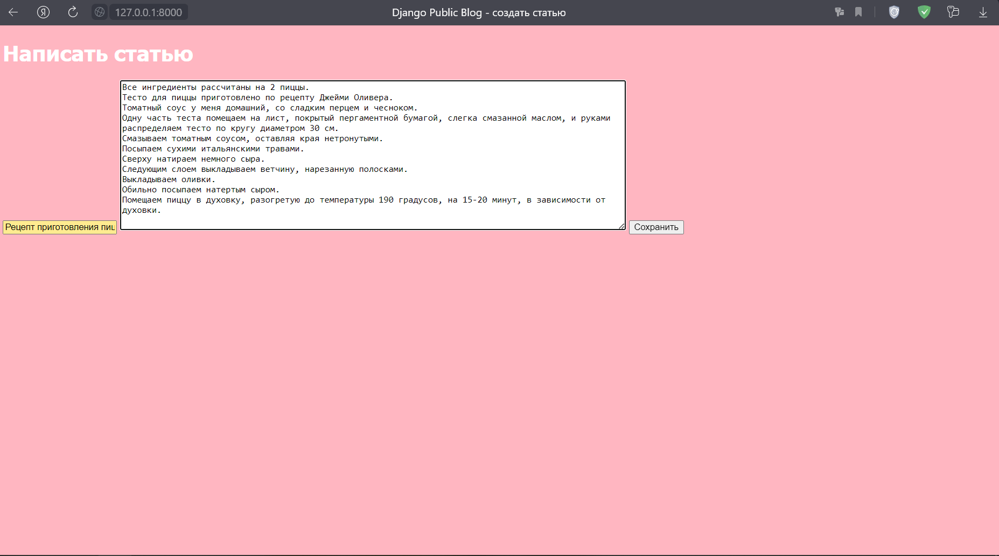 Я
127.0.0.1:8000
Django Public Blog - создать статью
Написать статью
Все ингредиенты рассчитаны на 2 пиццы.
Тесто для пиццы приготовлено по рецепту Джейми Оливера.
Томатный соус у меня домашний, со сладким перцем и чесноком.
Одну часть теста помещаем на лист, покрытый пергаментной бумагой, слегка смазанной маслом, и руками
распределяем тесто по кругу диаметром 30 см.
Смазываем томатным соусом, оставляя края нетронутыми.
Посыпаем сухими итальянскими травами.
Сверху натираем немного сыра.
Следующим слоем выкладываем ветчину, нарезанную полосками.
Выкладываем оливки.
Обильно посыпаем натертым сыром.
Помещаем пиццу в духовку, разогретую до температуры 190 градусов, на 15-20 минут, в зависимости от
духовки.
Рецепт приготовления пиц
Сохранить